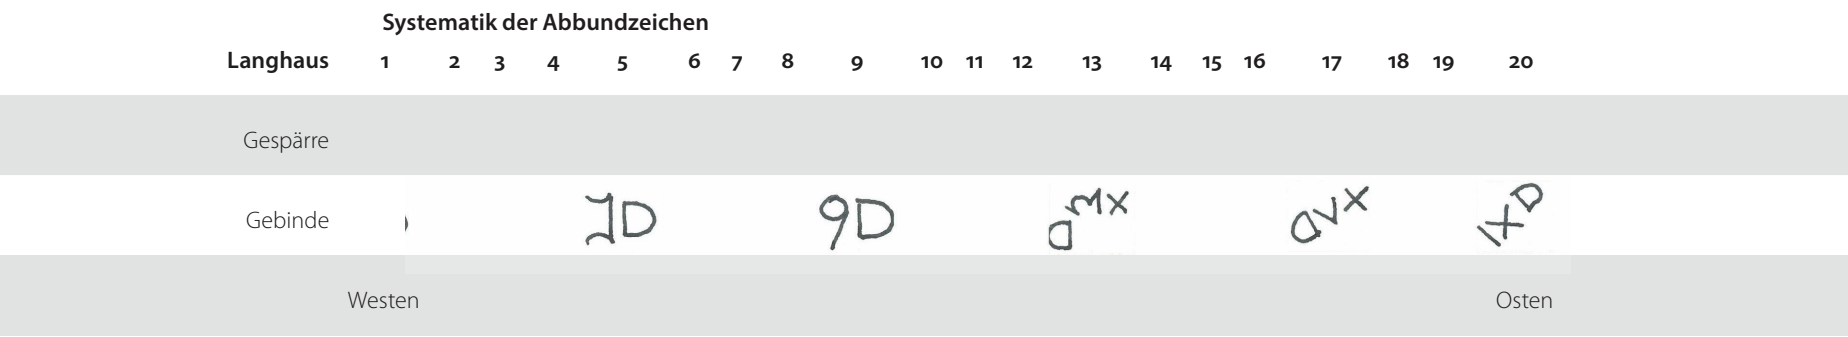 Systematik der Abbundzeichen
Langhaus 1 2 3 4 5 6 7 8 9 10 11 12 13 14 15 16 17 18 19 20
Gespärre
Gebinde 9D
Westen Osten